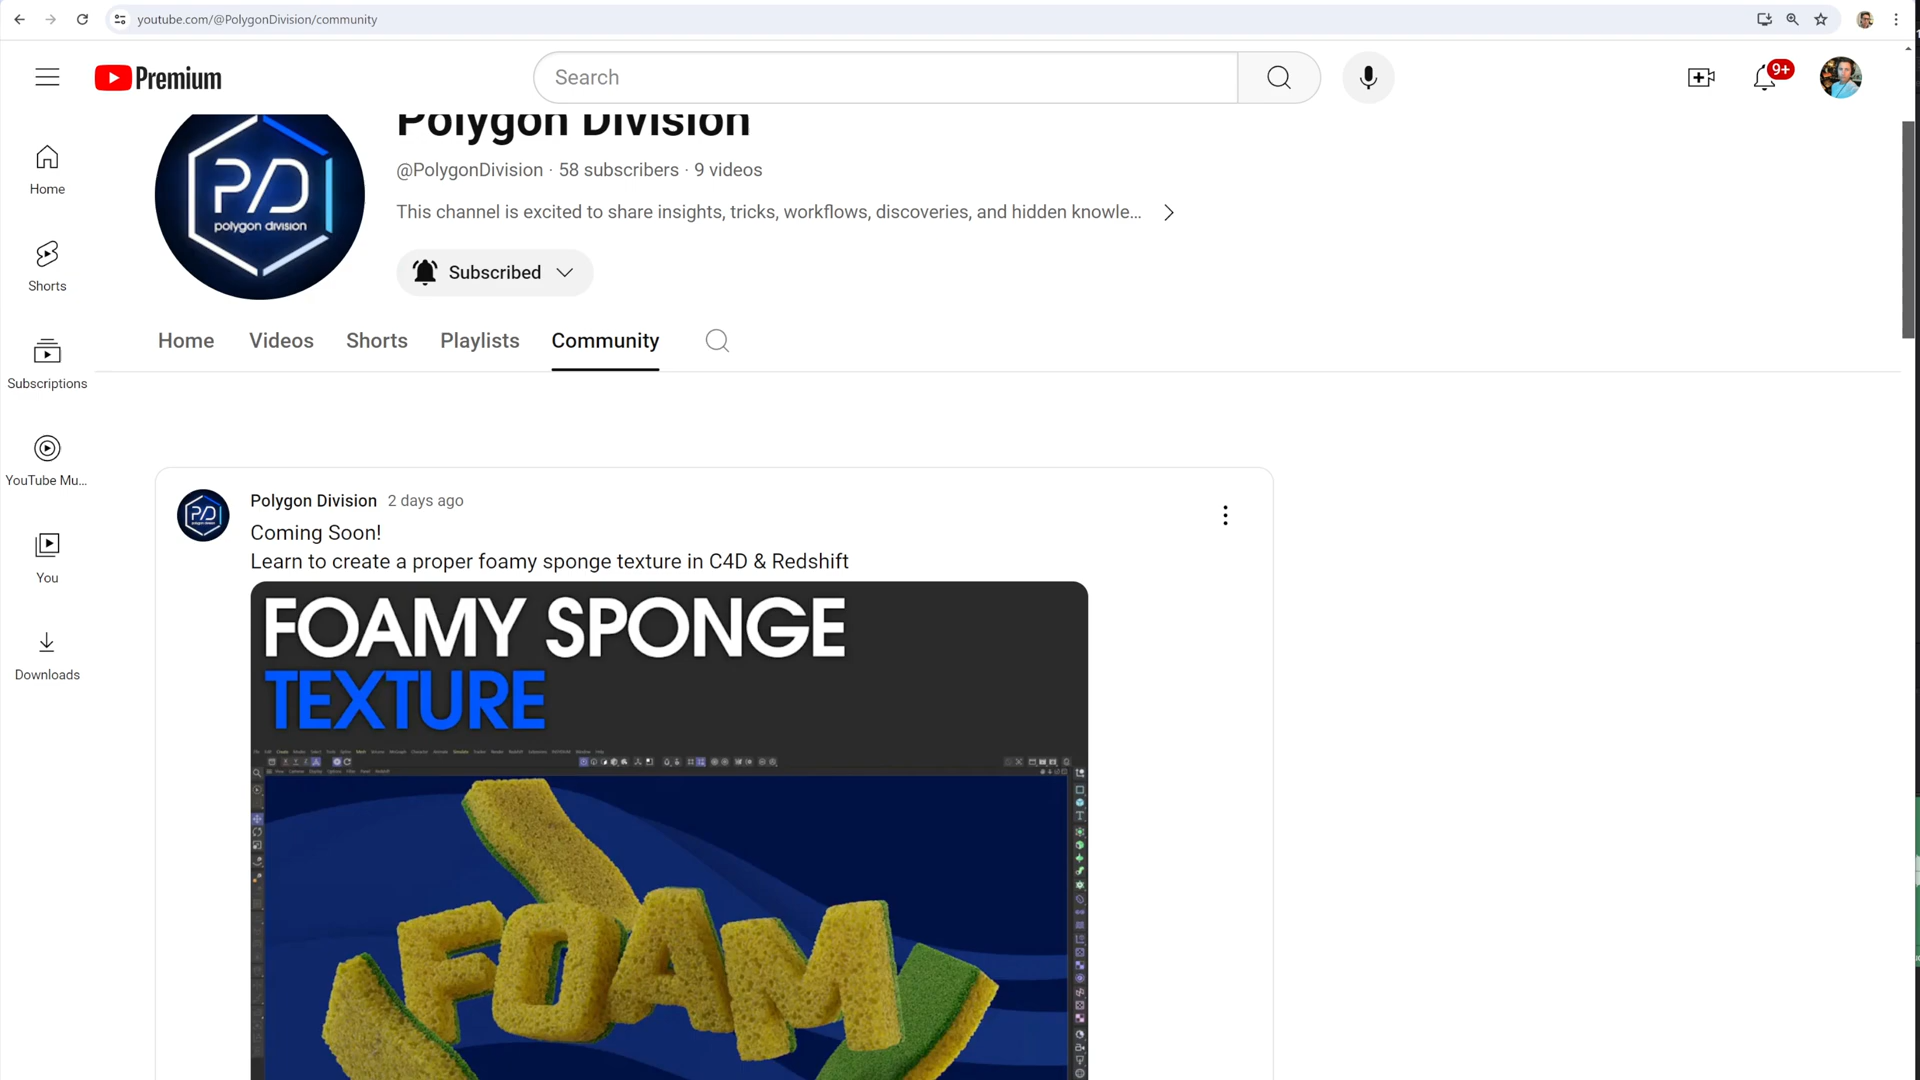 youtube.com/@PolygonDivision/community
Premium
Search
9+
Polygon Division
@PolygonDivision · 58 subscribers · 9 videos
This channel is excited to share insights, tricks, workflows, discoveries, and hidden knowle...
Subscribed
P/D
polygon division
Home
Shorts
Subscriptions
YouTube Mu...
You
Downloads
Home Videos Shorts Playlists Community
Polygon Division 2 days ago
Coming Soon!
Learn to create a proper foamy sponge texture in C4D & Redshift
FOAMY SPONGE
TEXTURE
FOAM